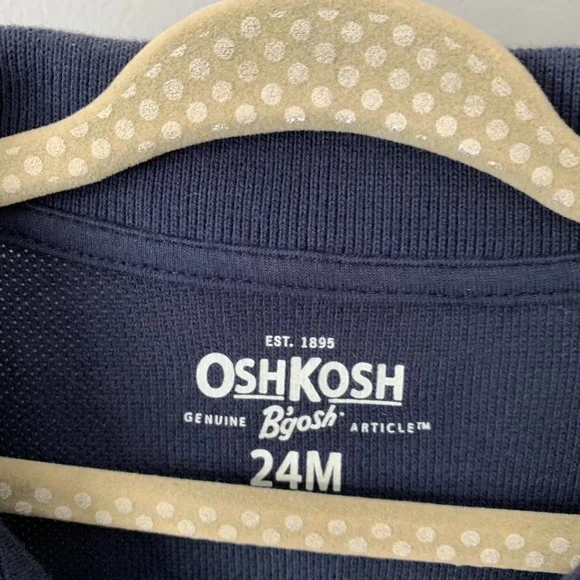 EST. 1895
OSHKOSH
GENUINE B'gosh ARTICLE™
24M